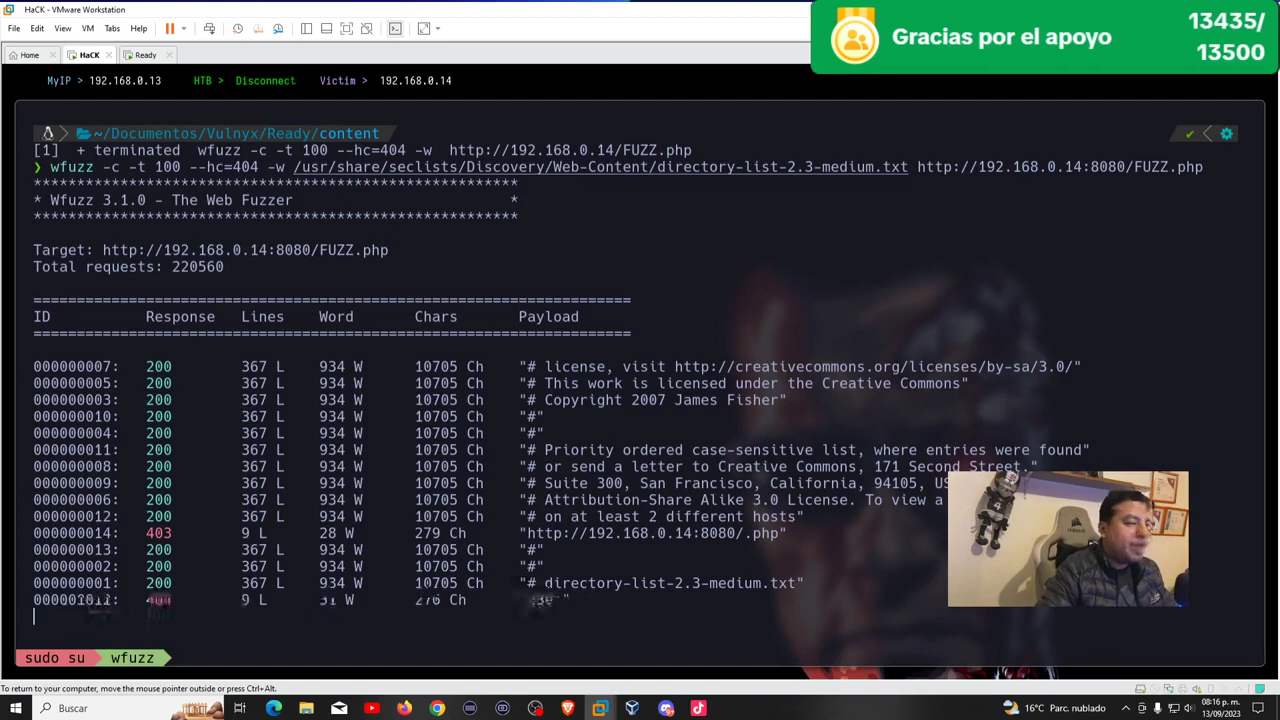 HaCK - VMware Workstation
File Edit View VM Tabs Help
Home HaCK Ready
Gracias por el apoyo
13435/
13500
MyIP > 192.168.0.13 HTB > Disconnect Victim > 192.168.0.14
~/Documentos/Vulnyx/Ready/content
[1] + terminated wfuzz -c -t 100 --hc=404 -w http://192.168.0.14/FUZZ.php
❯ wfuzz -c -t 100 --hc=404 -w /usr/share/seclists/Discovery/Web-Content/directory-list-2.3-medium.txt http://192.168.0.14:8080/FUZZ.php
********************************************************
* Wfuzz 3.1.0 - The Web Fuzzer *
********************************************************
Target: http://192.168.0.14:8080/FUZZ.php
Total requests: 220560
=====================================================================
ID Response Lines Word Chars Payload
=====================================================================
000000007: 200 367 L 934 W 10705 Ch "# license, visit http://creativecommons.org/licenses/by-sa/3.0/"
000000005: 200 367 L 934 W 10705 Ch "# This work is licensed under the Creative Commons"
000000003: 200 367 L 934 W 10705 Ch "# Copyright 2007 James Fisher"
000000010: 200 367 L 934 W 10705 Ch "#"
000000004: 200 367 L 934 W 10705 Ch "#"
000000011: 200 367 L 934 W 10705 Ch "# Priority ordered case-sensitive list, where entries were found"
000000008: 200 367 L 934 W 10705 Ch "# or send a letter to Creative Commons, 171 Second Street,"
000000009: 200 367 L 934 W 10705 Ch "# Suite 300, San Francisco, California, 94105, US
000000006: 200 367 L 934 W 10705 Ch "# Attribution-Share Alike 3.0 License. To view a
000000012: 200 367 L 934 W 10705 Ch "# on at least 2 different hosts"
000000014: 403 9 L 28 W 279 Ch "http://192.168.0.14:8080/.php"
000000013: 200 367 L 934 W 10705 Ch "#"
000000002: 200 367 L 934 W 10705 Ch "#"
000000001: 200 367 L 934 W 10705 Ch "# directory-list-2.3-medium.txt"
9 L 31 W 276 Ch
sudo su wfuzz
To return to your computer, move the mouse pointer outside or press Ctrl+Alt.
Buscar
16°C Parc. nublado
08:16 p. m.
13/09/2023